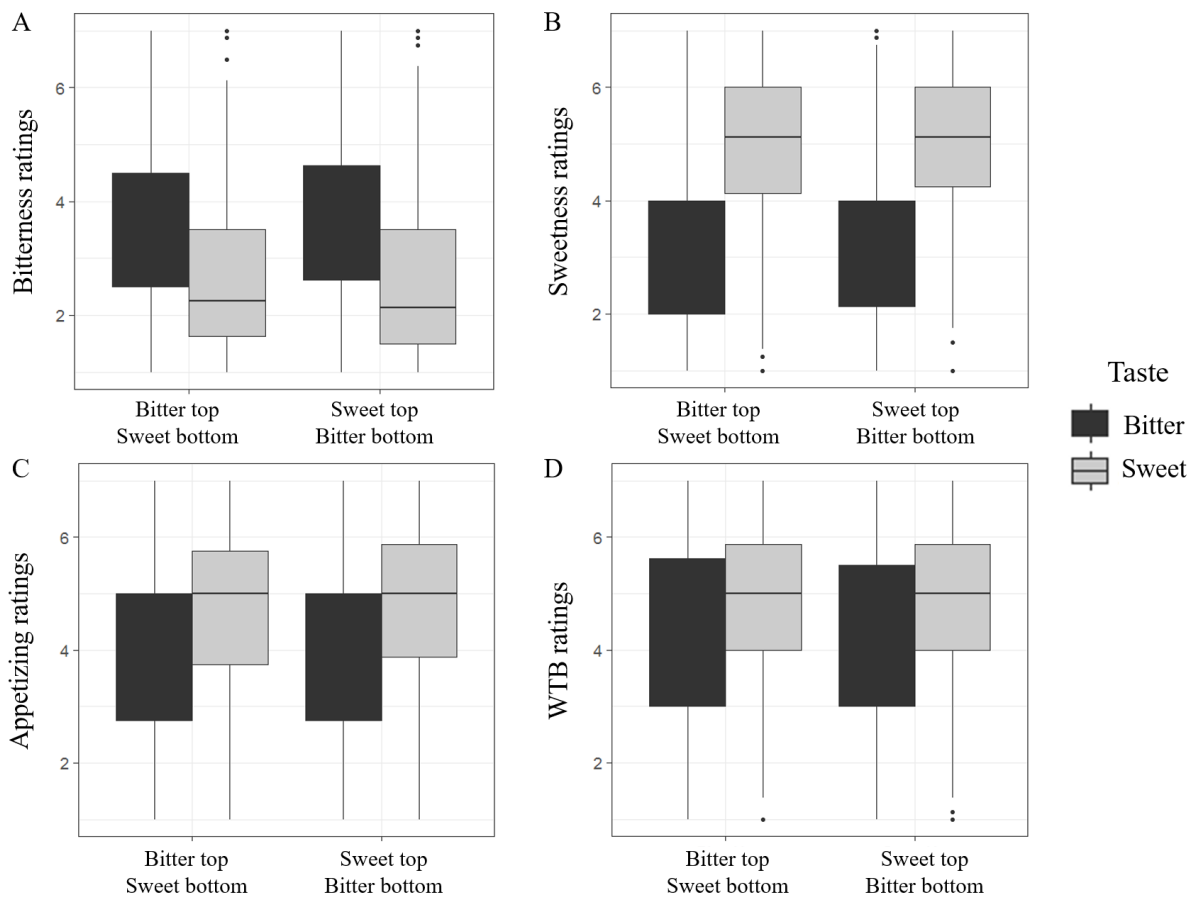 A
Bitterness ratings
6
4
2
Bitter top
Sweet bottom
Sweet top
Bitter bottom
B
Sweetness ratings
6
4
2
Bitter top
Sweet bottom
Sweet top
Bitter bottom
Taste
Bitter
Sweet
C
Appetizing ratings
6
4
2
Bitter top
Sweet bottom
Sweet top
Bitter bottom
D
WTB ratings
6
4
2
Bitter top
Sweet bottom
Sweet top
Bitter bottom